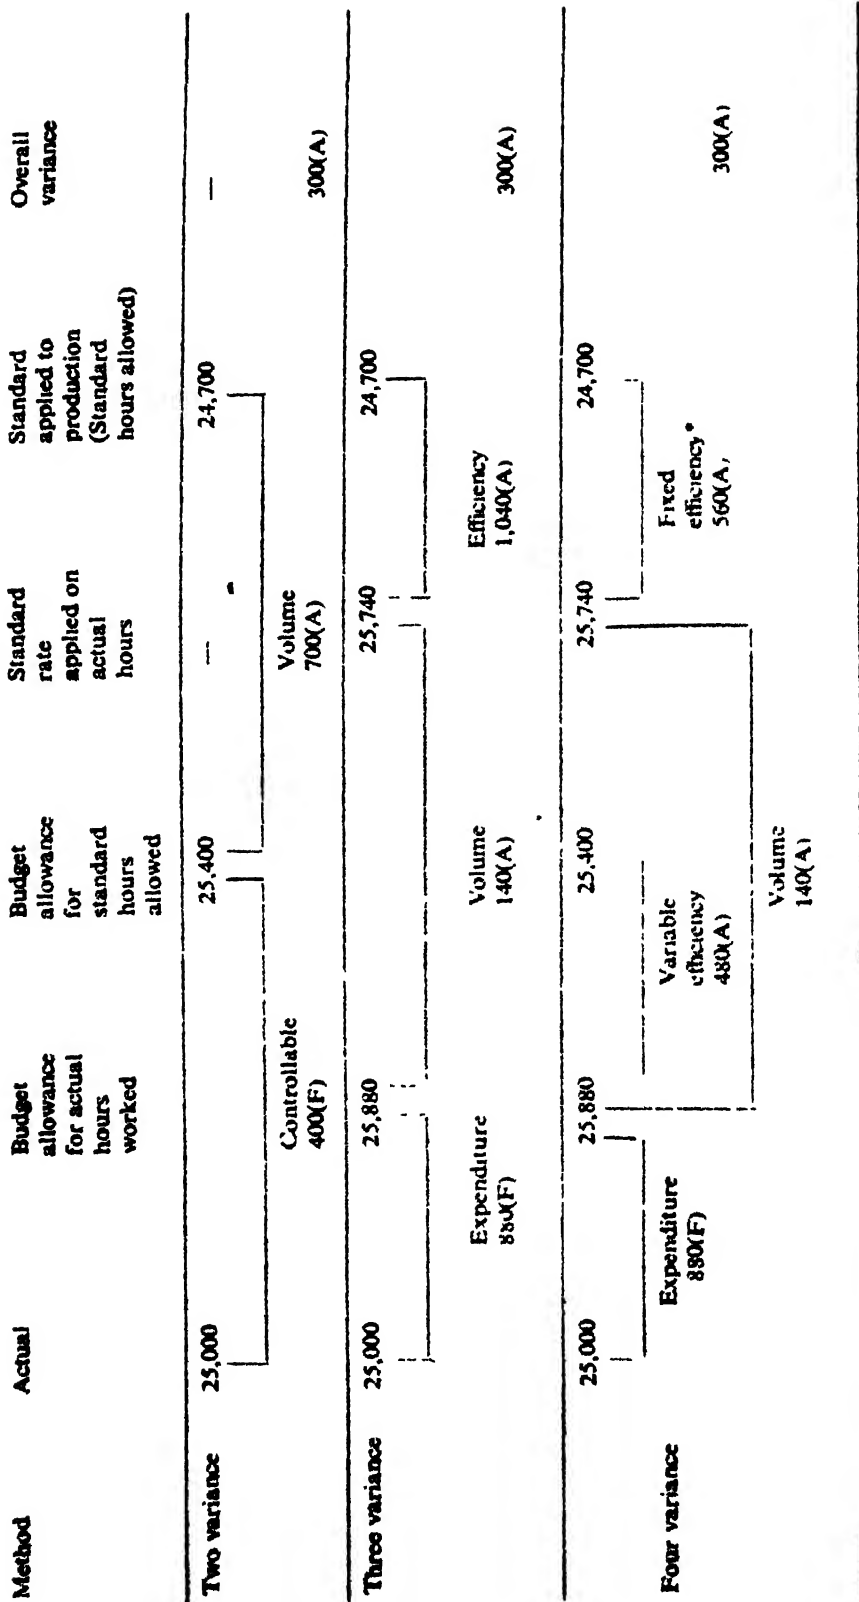 Method Actual Budget allowance for actual hours worked Budget allowance for standard hours allowed Standard rate applied on actual hours Standard applied to production (Standard hours allowed) Overall variance
Two variance 25,000 25,400 — 24,700 —
Controllable 400(F) Volume 700(A) 300(A)
Three variance 25,000 25,880 25,740 24,700
Expenditure 880(F) Volume 140(A) Efficiency 1,040(A) 300(A)
25,000 25,880 25,400 25,740 24,700
Four variance Expenditure 880(F) Variable efficiency 480(A) Fixed efficiency* 560(A, 300(A)
Volume 140(A)